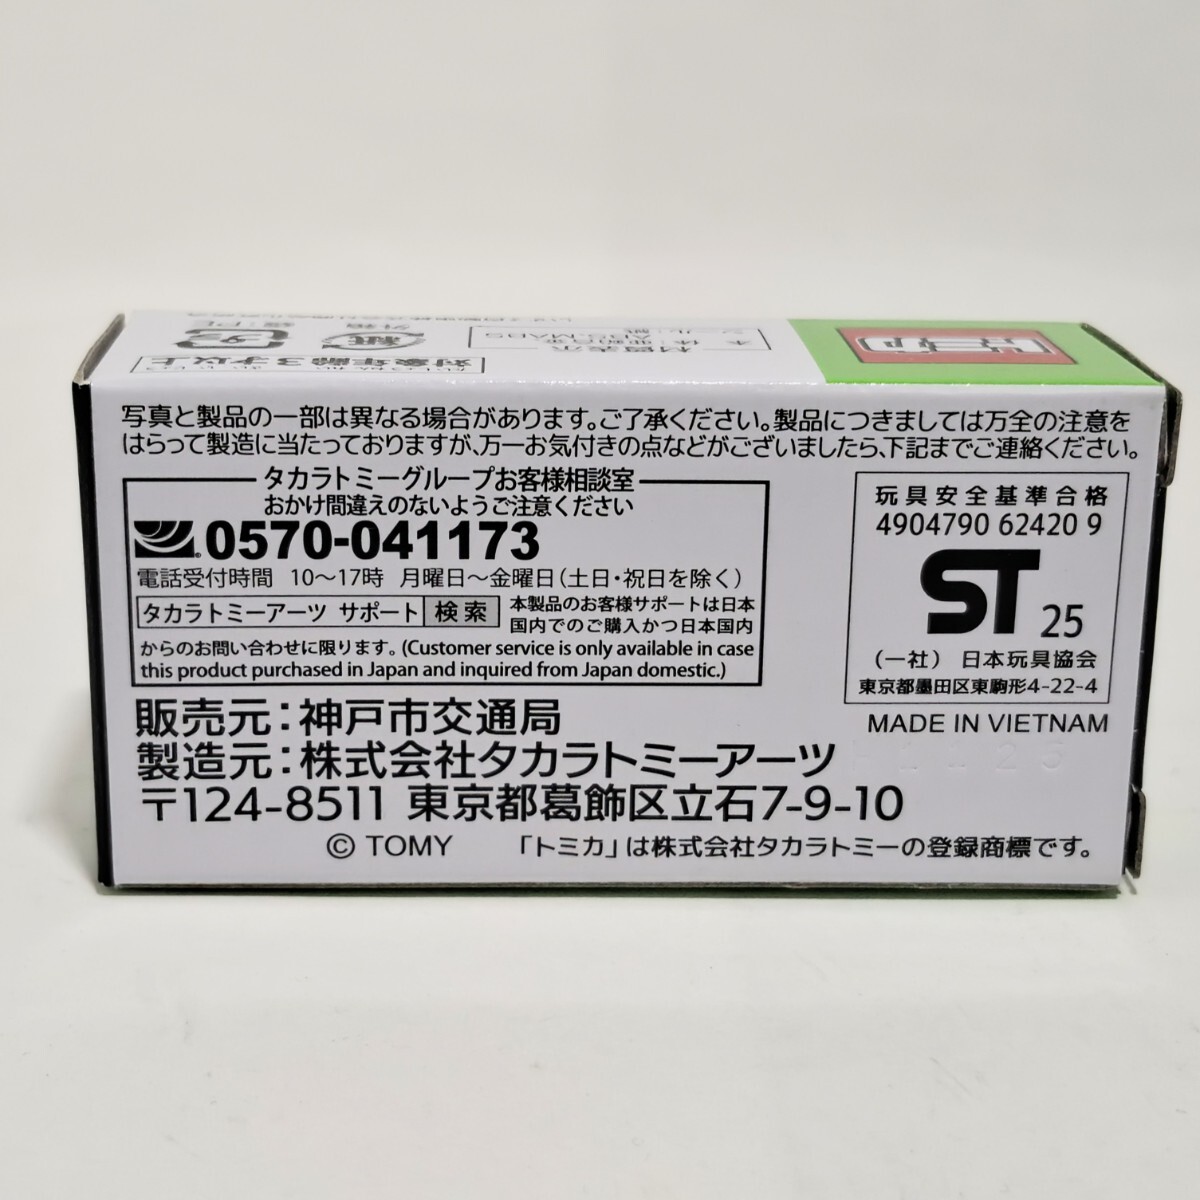 トミカ
材質表示
対象年齢3才以上
写真と製品の一部は異なる場合があります。ご了承ください。製品につきましては万全の注意を
はらって製造に当たっておりますが、万一お気付きの点などがございましたら、下記までご連絡ください。
タカラトミーグループお客様相談室
おかけ間違えのないようご注意ください
0570-041173
電話受付時間 10～17時 月曜日～金曜日(土日・祝日を除く)
タカラトミーアーツ サポート 検索
本製品のお客様サポートは日本
国内でのご購入かつ日本国内
からのお問い合わせに限ります。(Customer service is only available in case
this product purchased in Japan and inquired from Japan domestic.)
玩具安全基準合格
4904790 62420 9
ST 25
(一社) 日本玩具協会
東京都墨田区東駒形4-22-4
MADE IN VIETNAM
販売元:神戸市交通局
製造元:株式会社タカラトミーアーツ
〒124-8511 東京都葛飾区立石7-9-10
© TOMY 「トミカ」は株式会社タカラトミーの登録商標です。